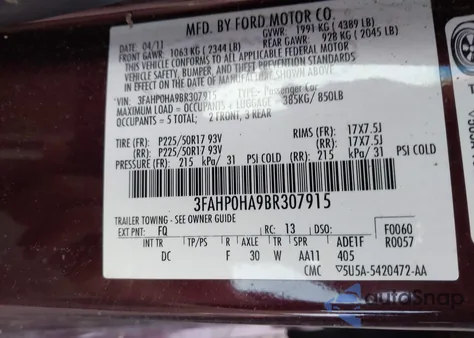 MFD. BY FORD MOTOR CO.
DATE: 04/11 GVWR: 1991 KG ( 4389 LB)
FRONT GAWR: 1063 KG ( 2344 LB) REAR GAWR: 928 KG ( 2045 LB)
THIS VEHICLE CONFORMS TO ALL APPLICABLE FEDERAL MOTOR
VEHICLE SAFETY, BUMPER, AND THEFT PREVENTION STANDARDS
IN EFFECT ON THE DATE OF MANUFACTURE SHOWN ABOVE.
VIN: 3FAHP0HA9BR307915 TYPE: Passenger Car
MAXIMUM LOAD = OCCUPANTS + LUGGAGE 385KG/ 850LB
OCCUPANTS = 5 TOTAL; 2 FRONT, 3 REAR
TIRE (FR): P225/50R17 93V RIMS (FR): 17X7.5J
(RR): P225/50R17 93V (RR): 17X7.5J
PRESSURE (FR): 215 kPa/ 31 PSI COLD (RR): 215 kPa/ 31 PSI COLD
3FAHP0HA9BR307915
TRAILER TOWING - SEE OWNER GUIDE
EXT PNT: FQ RC: 13 DSO: F0060
INT TR TP/PS R AXLE TR SPR ADE1F R0057
DC F 30 W AA11 405
CMC 5U5A-5420472-AA
autoSnap